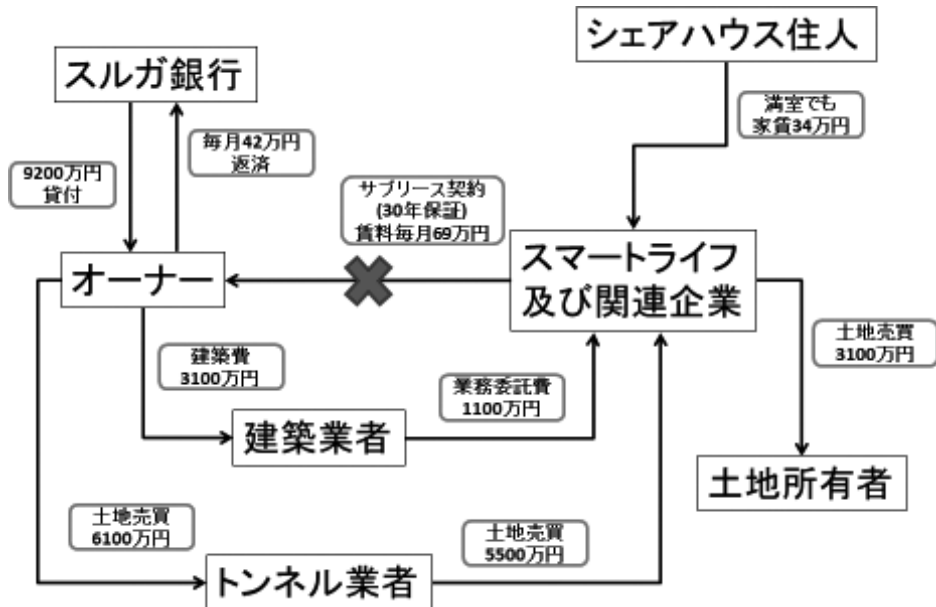 シェアハウス住人
スルガ銀行
満室でも
家賃34万円
毎月42万円
返済
9200万円
貸付
サブリース契約
(30年保証)
賃料毎月69万円
オーナー
スマートライフ
及び関連企業
土地売買
3100万円
建築費
3100万円
業務委託費
1100万円
建築業者
土地所有者
土地売買
6100万円
土地売買
5500万円
トンネル業者